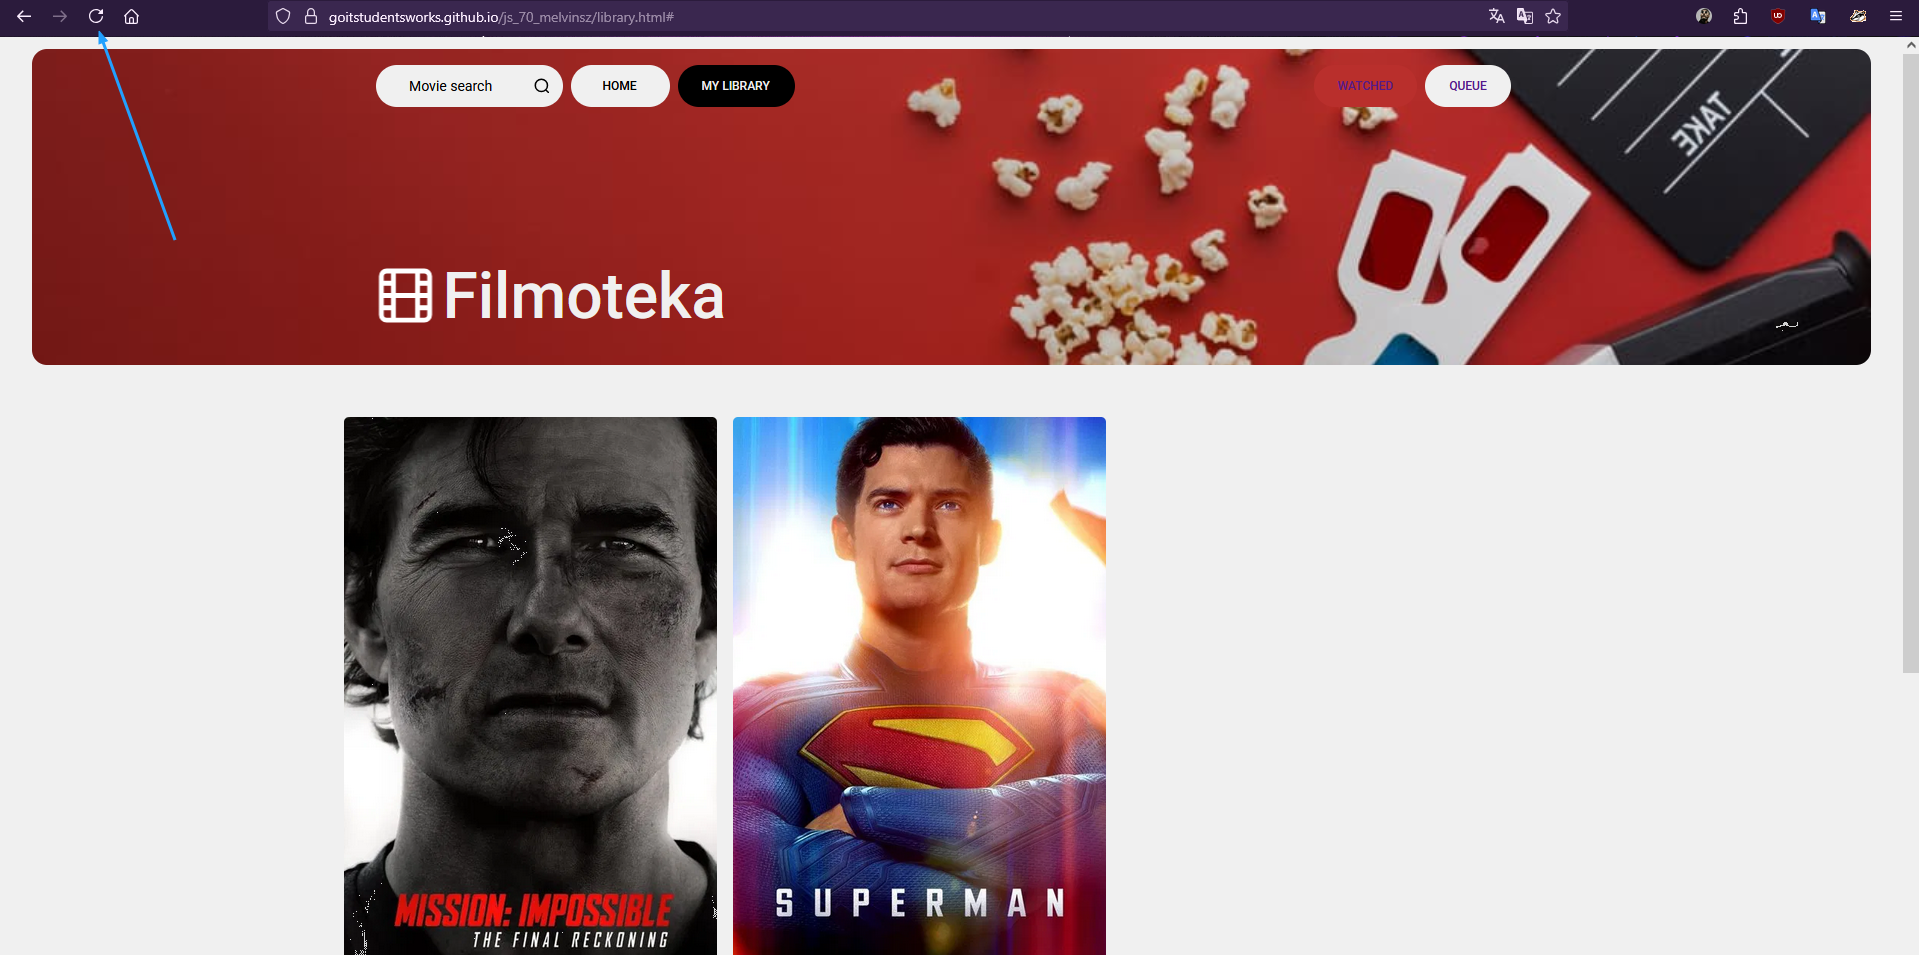 goitstudentsworks.github.io/js_70_melvinsz/library.html#
Movie search
HOME
MY LIBRARY
WATCHED
QUEUE
TAKE
Filmoteka
MISSION: IMPOSSIBLE
THE FINAL RECKONING
SUPERMAN